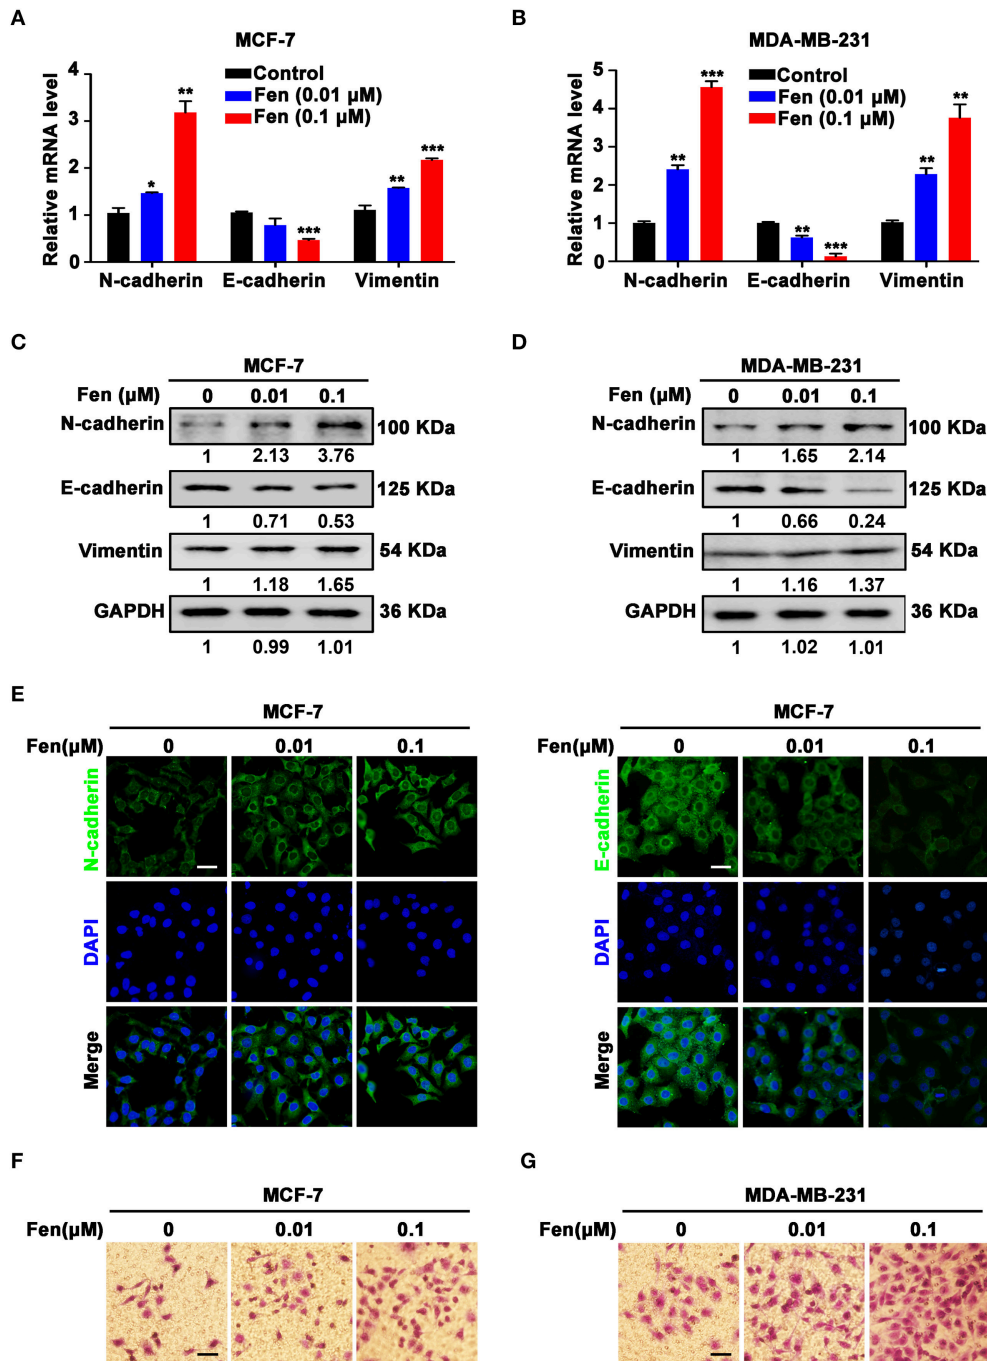 A
MCF-7
Relative mRNA level
4
3
2
1
0
Control
Fen (0.01 µM)
Fen (0.1 µM)
*
**
***
**
***
N-cadherin E-cadherin Vimentin
B
MDA-MB-231
Relative mRNA level
5
4
3
2
1
0
Control
Fen (0.01 µM)
Fen (0.1 µM)
**
***
**
***
**
**
N-cadherin E-cadherin Vimentin
C
MCF-7
Fen (µM) 0 0.01 0.1
N-cadherin 100 KDa
1 2.13 3.76
E-cadherin 125 KDa
1 0.71 0.53
Vimentin 54 KDa
1 1.18 1.65
GAPDH 36 KDa
1 0.99 1.01
D
MDA-MB-231
Fen (µM) 0 0.01 0.1
N-cadherin 100 KDa
1 1.65 2.14
E-cadherin 125 KDa
1 0.66 0.24
Vimentin 54 KDa
1 1.16 1.37
GAPDH 36 KDa
1 1.02 1.01
E
MCF-7
Fen(µM) 0 0.01 0.1
N-cadherin
DAPI
Merge
MCF-7
Fen(µM) 0 0.01 0.1
E-cadherin
DAPI
Merge
F
MCF-7
Fen(µM) 0 0.01 0.1
G
MDA-MB-231
Fen(µM) 0 0.01 0.1